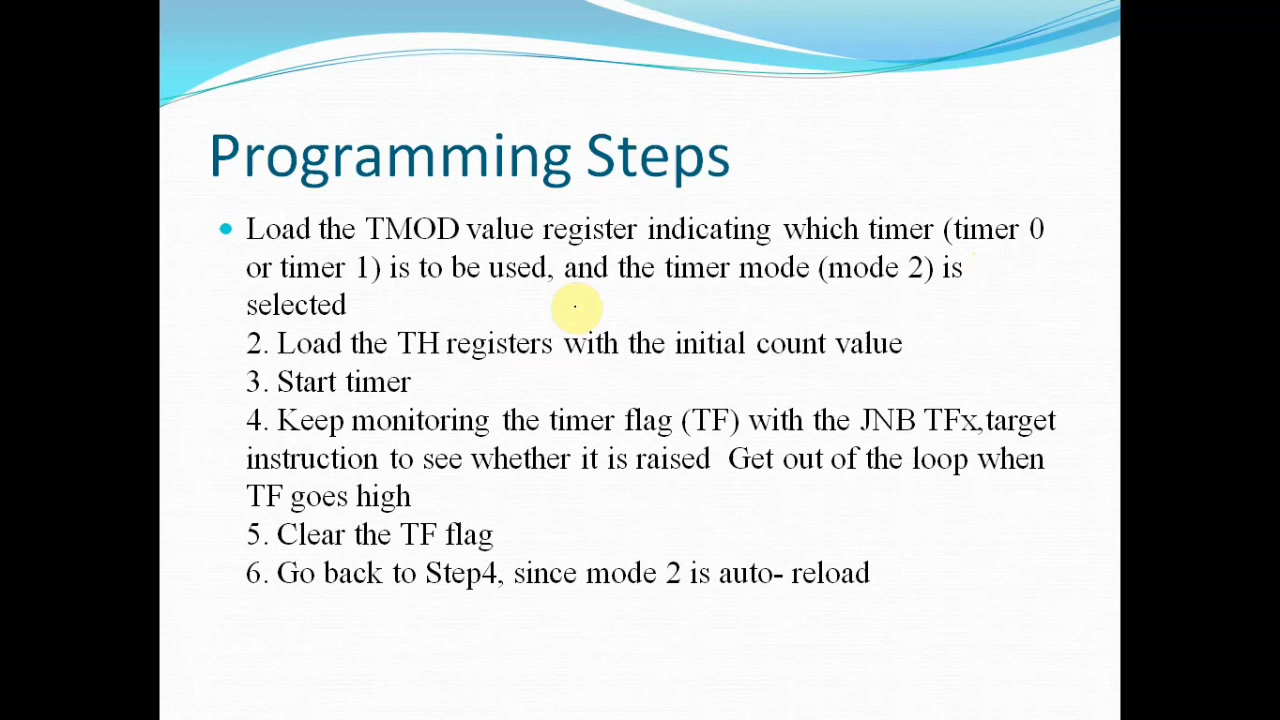 Programming Steps
• Load the TMOD value register indicating which timer (timer 0
or timer 1) is to be used, and the timer mode (mode 2) is
selected
2. Load the TH registers with the initial count value
3. Start timer
4. Keep monitoring the timer flag (TF) with the JNB TFx,target
instruction to see whether it is raised  Get out of the loop when
TF goes high
5. Clear the TF flag
6. Go back to Step4, since mode 2 is auto- reload